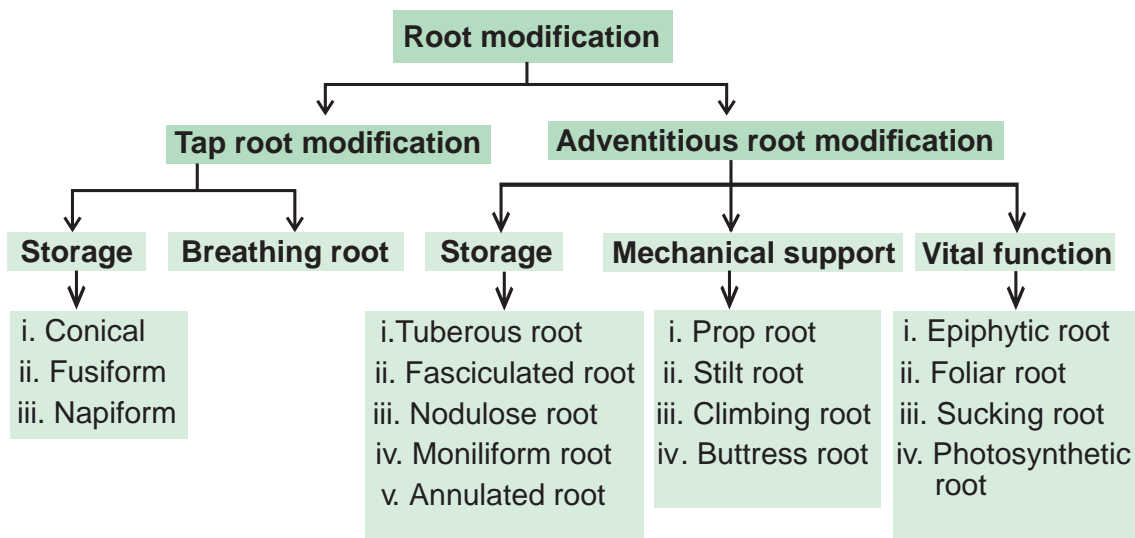 Root modification
Tap root modification
Adventitious root modification
Storage
Breathing root
Storage
Mechanical support
Vital function
i. Conical
ii. Fusiform
iii. Napiform
i.Tuberous root
ii. Fasciculated root
iii. Nodulose root
iv. Moniliform root
v. Annulated root
i. Prop root
ii. Stilt root
iii. Climbing root
iv. Buttress root
i. Epiphytic root
ii. Foliar root
iii. Sucking root
iv. Photosynthetic
root